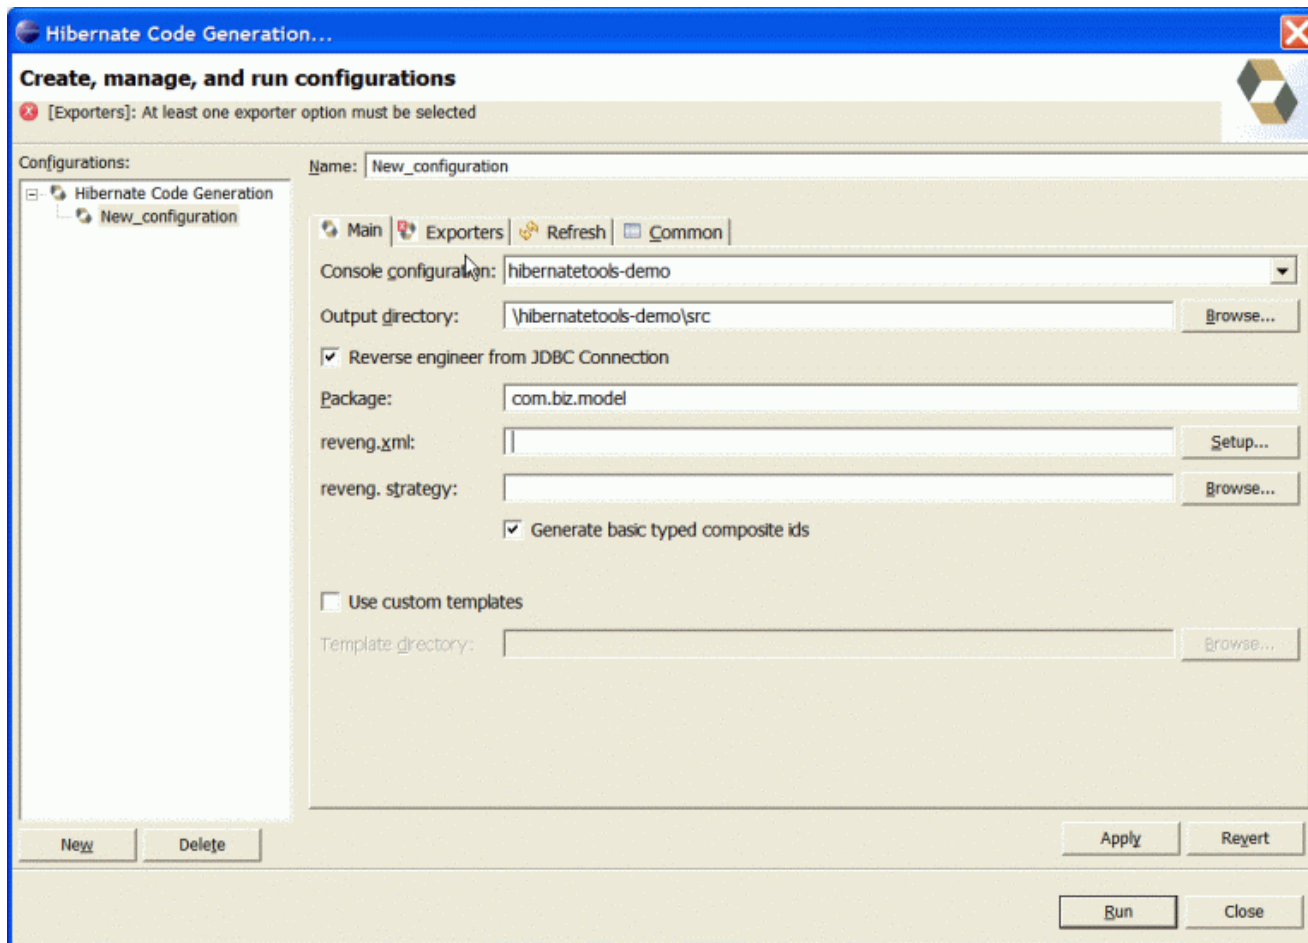 Hibernate Code Generation...
Create, manage, and run configurations
[Exporters]: At least one exporter option must be selected
Configurations:
Name: New_configuration
Hibernate Code Generation
New_configuration
Main Exporters Refresh Common
Console configuration: hibernatetools-demo
Output directory: \hibernatetools-demo\src Browse...
Reverse engineer from JDBC Connection
Package: com.biz.model
reveng.xml: Setup...
reveng. strategy: Browse...
Generate basic typed composite ids
Use custom templates
Template directory: Browse...
New Delete Apply Revert
Run Close